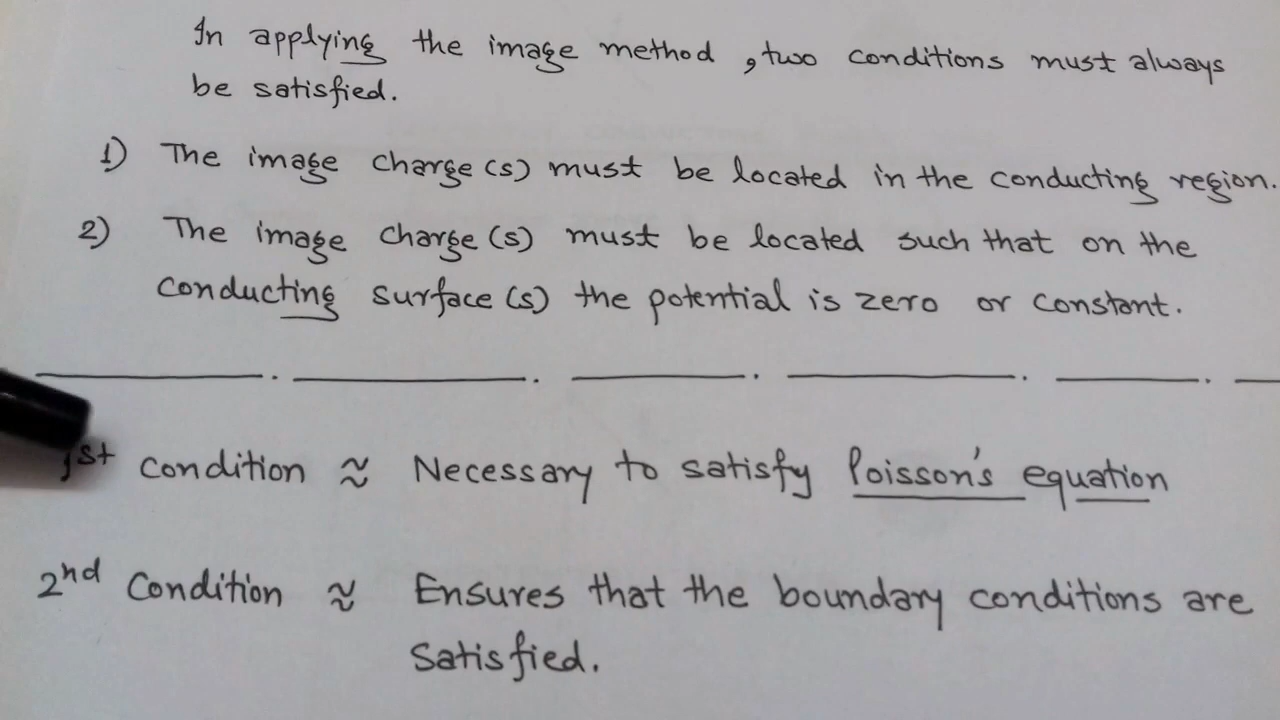 In applying the image method, two conditions must always
be satisfied.
1) The image charge(s) must be located in the conducting region.
2) The image charge(s) must be located such that on the
conducting surface(s) the potential is zero or constant.
1st condition ≈ Necessary to satisfy Poisson's equation
2nd Condition ≈ Ensures that the boundary conditions are
Satisfied.